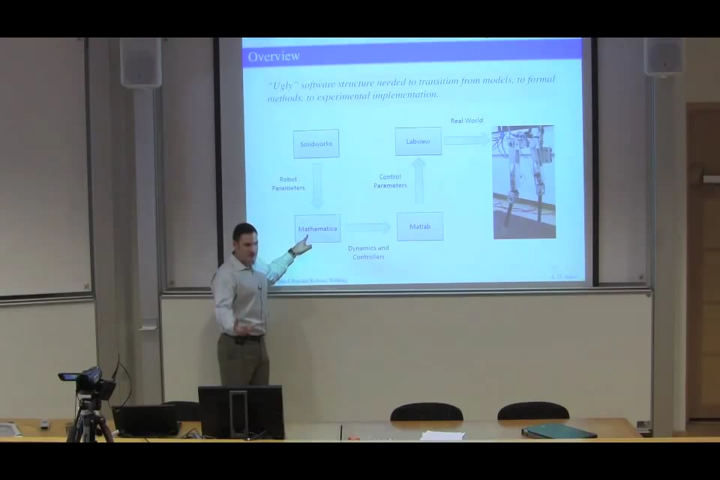 Overview
"Ugly" software structure needed to transition from models, to formal
methods, to experimental implementation.
Real World
Solidworks
Labview
Robot
Parameters
Control
Parameters
Mathematica
Matlab
Dynamics and
Controllers